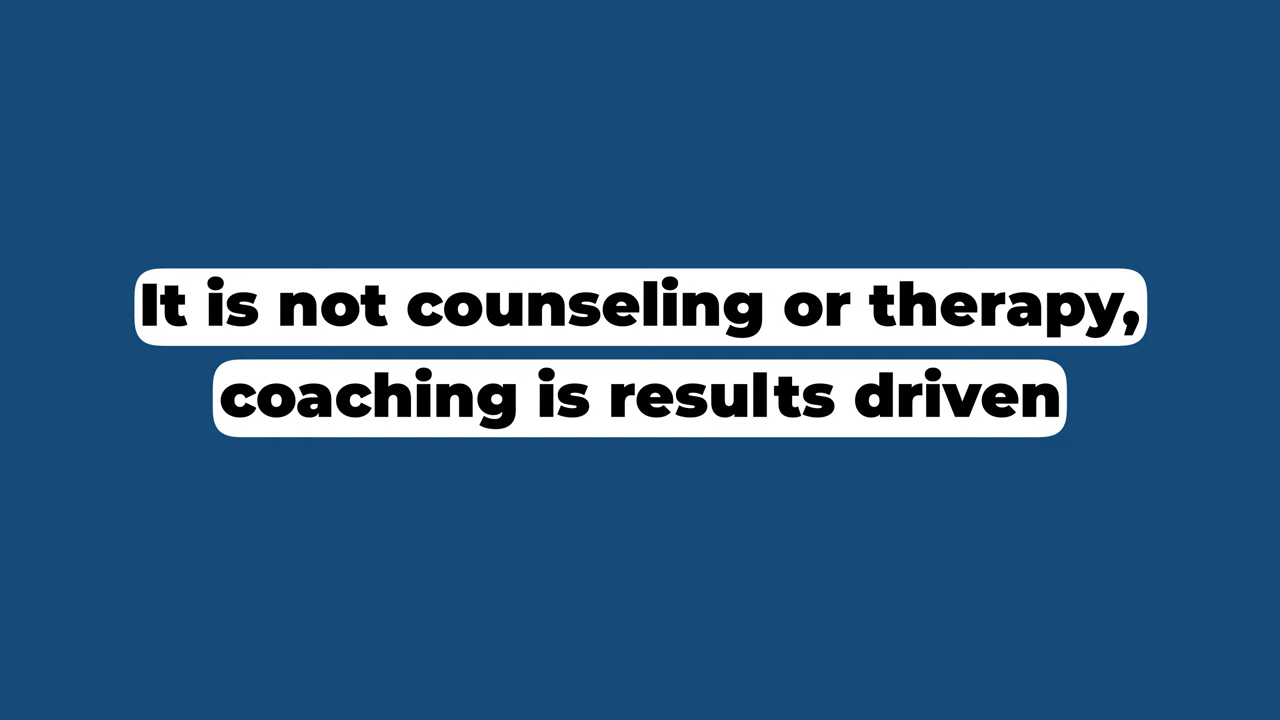 It is not counseling or therapy,
coaching is results driven